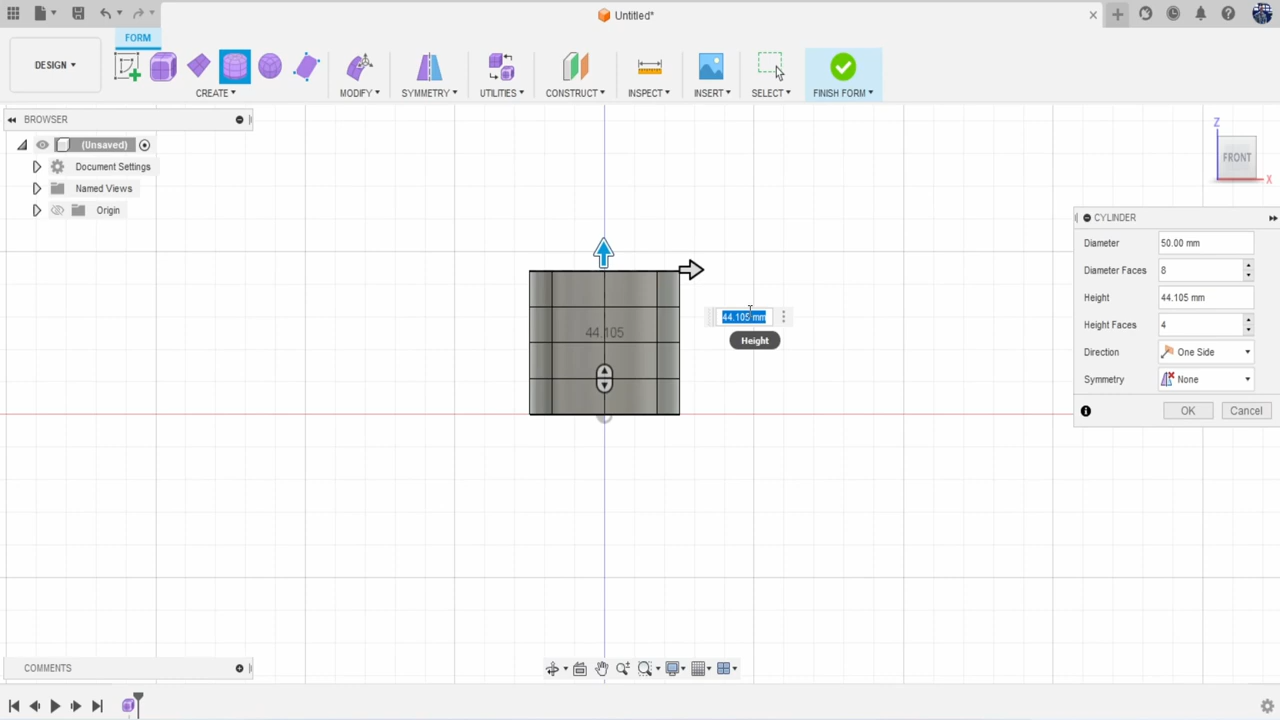 Untitled*
FORM
DESIGN
CREATE
MODIFY
SYMMETRY
UTILITIES
CONSTRUCT
INSPECT
INSERT
SELECT
FINISH FORM
BROWSER
(Unsaved)
Document Settings
Named Views
Origin
Z
FRONT
X
CYLINDER
Diameter 50.00 mm
Diameter Faces 8
Height 44.105 mm
Height Faces 4
Direction One Side
Symmetry None
OK Cancel
44.105
44.105 mm
Height
COMMENTS